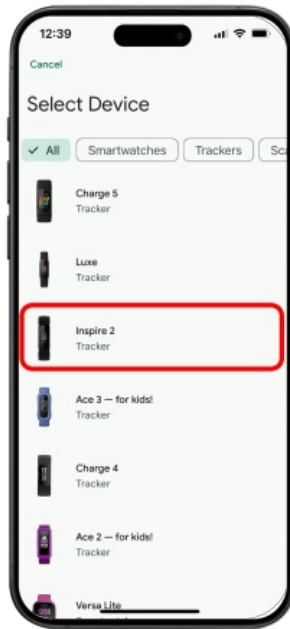 12:39
Cancel
Select Device
✓ All Smartwatches Trackers Sca
Charge 5
Tracker
Luxe
Tracker
Inspire 2
Tracker
Ace 3 — for kids!
Tracker
Charge 4
Tracker
Ace 2 — for kids!
Tracker
Versa Lite